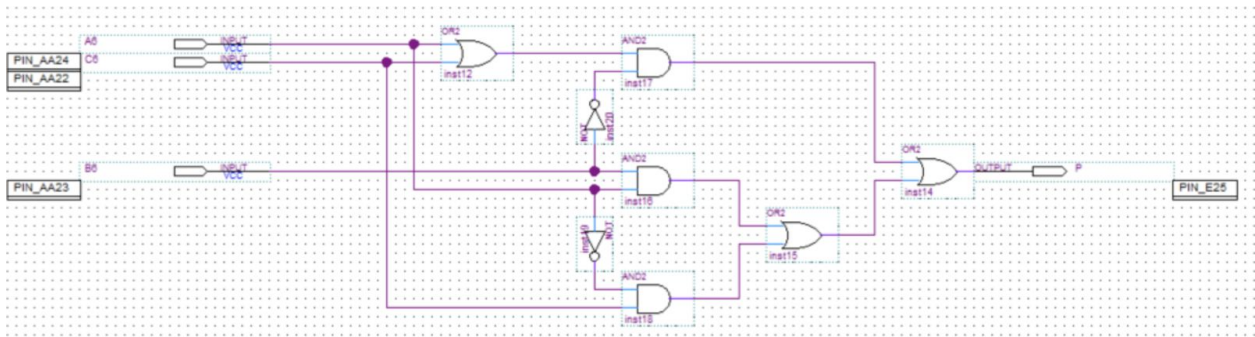 OR2
AND2
A6
INPUT
VCC
PIN_AA24
C6
INPUT
VCC
PIN_AA22
inst12
inst17
NOT
inst20
OR2
B6
INPUT
VCC
AND2
OUTPUT
P
PIN_AA23
PIN_E25
inst16
inst14
OR2
inst19
NOT
inst15
AND2
inst18